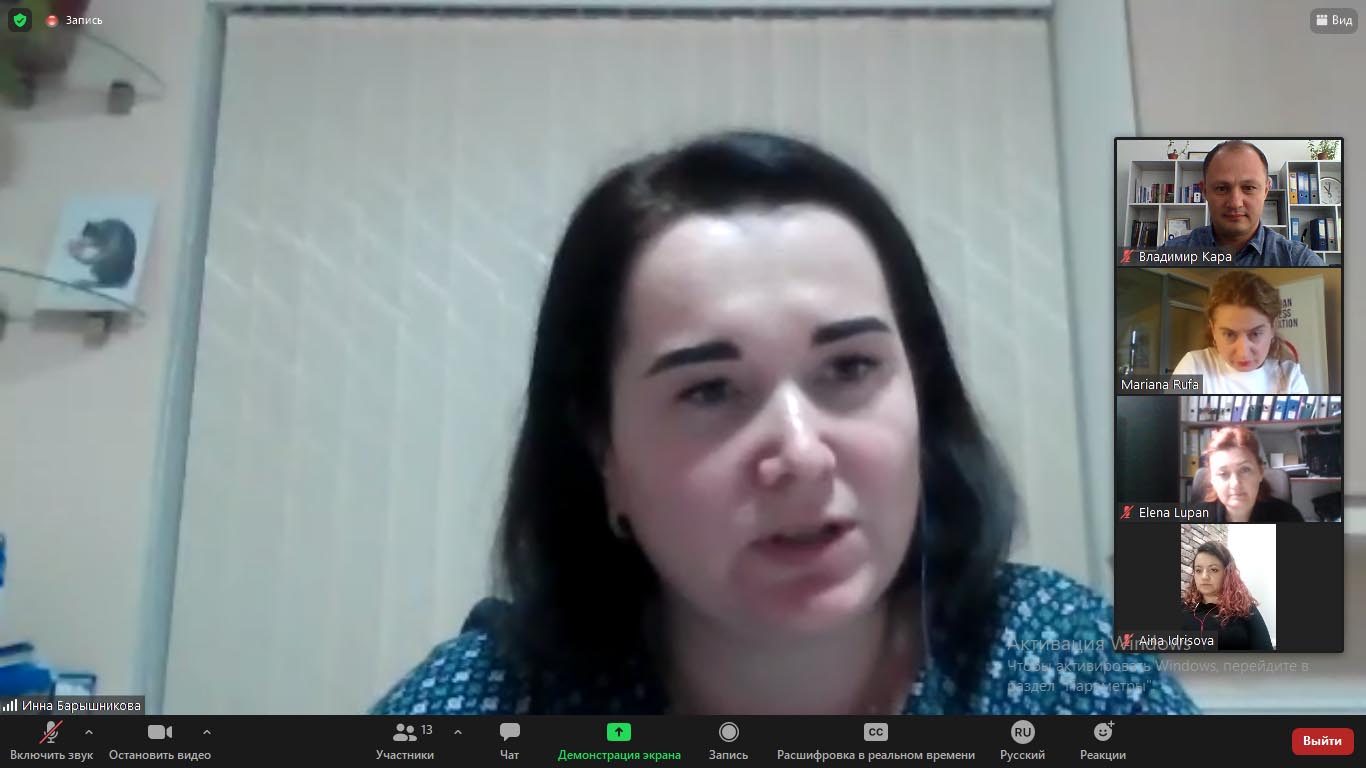 Запись
Вид
Владимир Кара
Mariana Rufa
Elena Lupan
Aina Idrisova
Активация Windows
Чтобы активировать Windows, перейдите в
раздел "Параметры".
Инна Барышникова
Включить звук
Остановить видео
13
Участники
Чат
Демонстрация экрана
Запись
CC
Расшифровка в реальном времени
RU
Русский
Реакции
Выйти